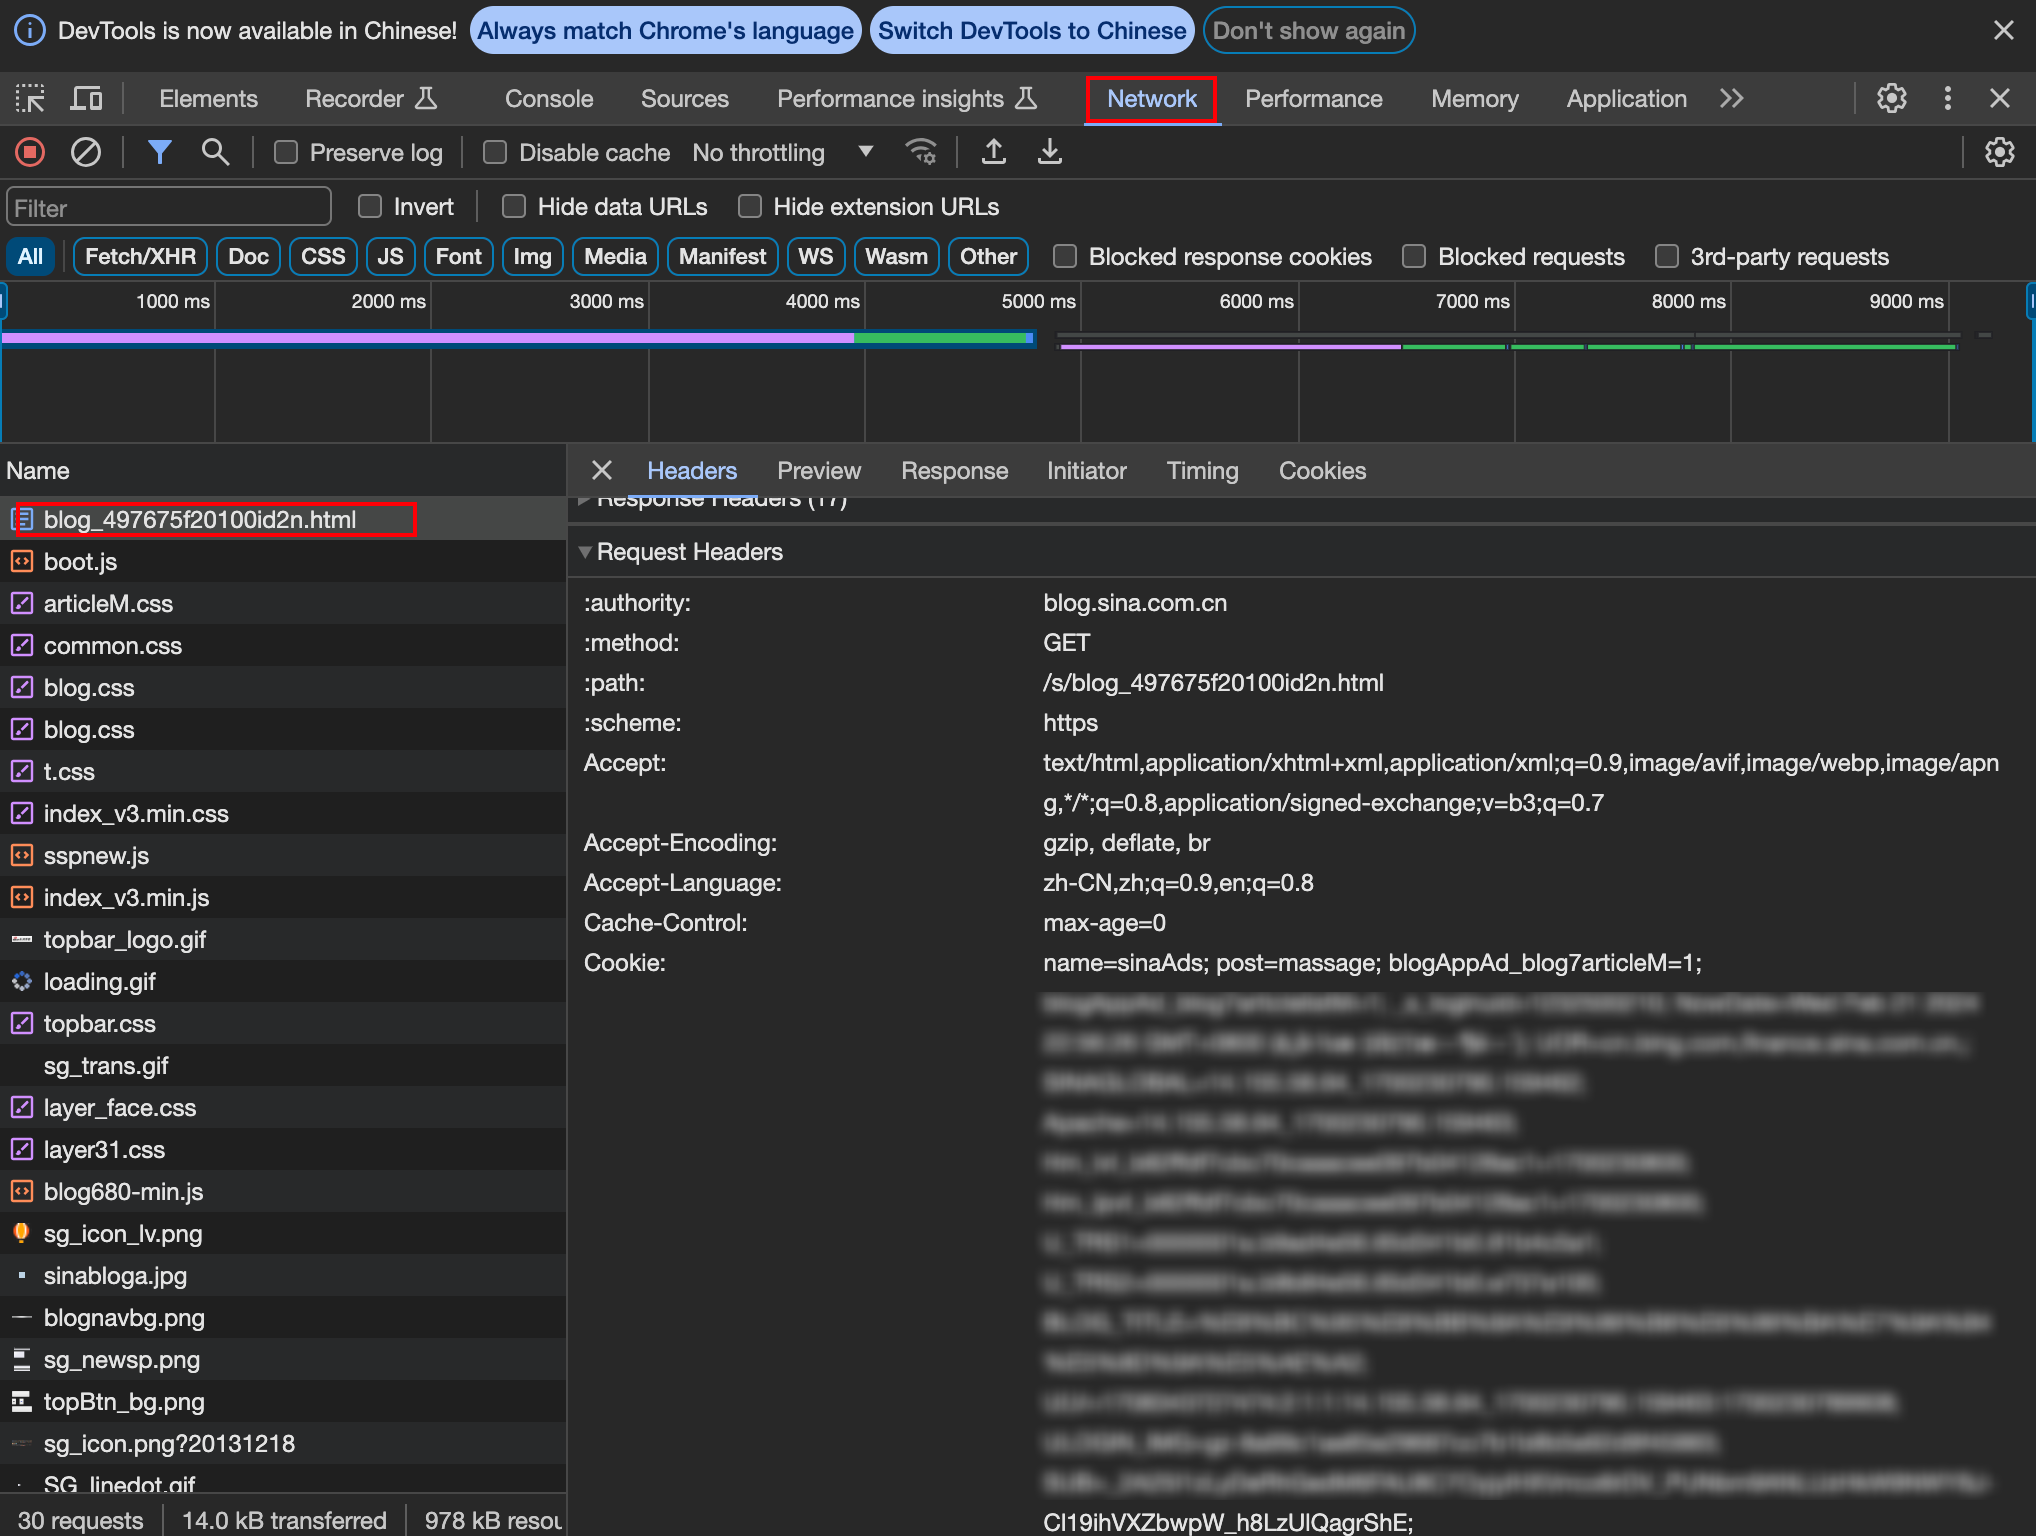 DevTools is now available in Chinese! Always match Chrome's language Switch DevTools to Chinese Don't show again
Elements Recorder Console Sources Performance insights Network Performance Memory Application
Preserve log Disable cache No throttling
Filter Invert Hide data URLs Hide extension URLs
All Fetch/XHR Doc CSS JS Font Img Media Manifest WS Wasm Other Blocked response cookies Blocked requests 3rd-party requests
1000 ms 2000 ms 3000 ms 4000 ms 5000 ms 6000 ms 7000 ms 8000 ms 9000 ms
Name
blog_497675f20100id2n.html
boot.js
articleM.css
common.css
blog.css
blog.css
t.css
index_v3.min.css
sspnew.js
index_v3.min.js
topbar_logo.gif
loading.gif
topbar.css
sg_trans.gif
layer_face.css
layer31.css
blog680-min.js
sg_icon_lv.png
sinabloga.jpg
blognavbg.png
sg_newsp.png
topBtn_bg.png
sg_icon.png?20131218
SG_linedot.gif
30 requests 14.0 kB transferred 978 kB resou
Headers Preview Response Initiator Timing Cookies
Response Headers (17)
Request Headers
:authority: blog.sina.com.cn
:method: GET
:path: /s/blog_497675f20100id2n.html
:scheme: https
Accept: text/html,application/xhtml+xml,application/xml;q=0.9,image/avif,image/webp,image/apn
g,*/*;q=0.8,application/signed-exchange;v=b3;q=0.7
Accept-Encoding: gzip, deflate, br
Accept-Language: zh-CN,zh;q=0.9,en;q=0.8
Cache-Control: max-age=0
Cookie: name=sinaAds; post=massage; blogAppAd_blog7articleM=1;
Cl19ihVXZbwpW_h8LzUlQagrShE;